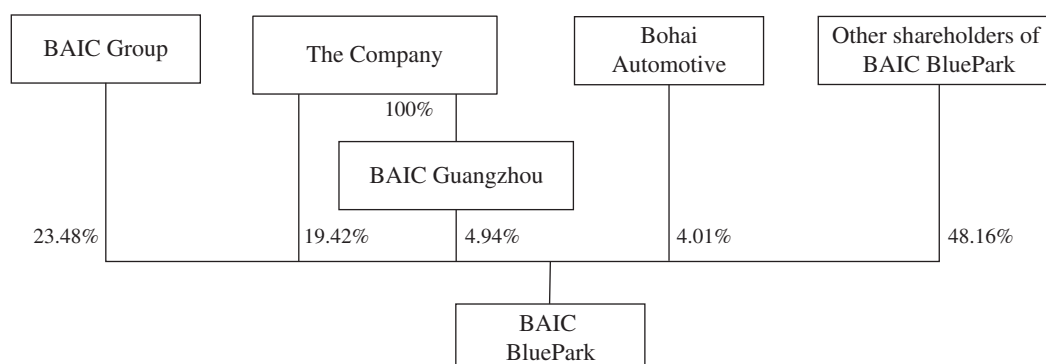 BAIC Group
The Company
Bohai
Automotive
Other shareholders of
BAIC BluePark
100%
BAIC Guangzhou
23.48%
19.42%
4.94%
4.01%
48.16%
BAIC
BluePark